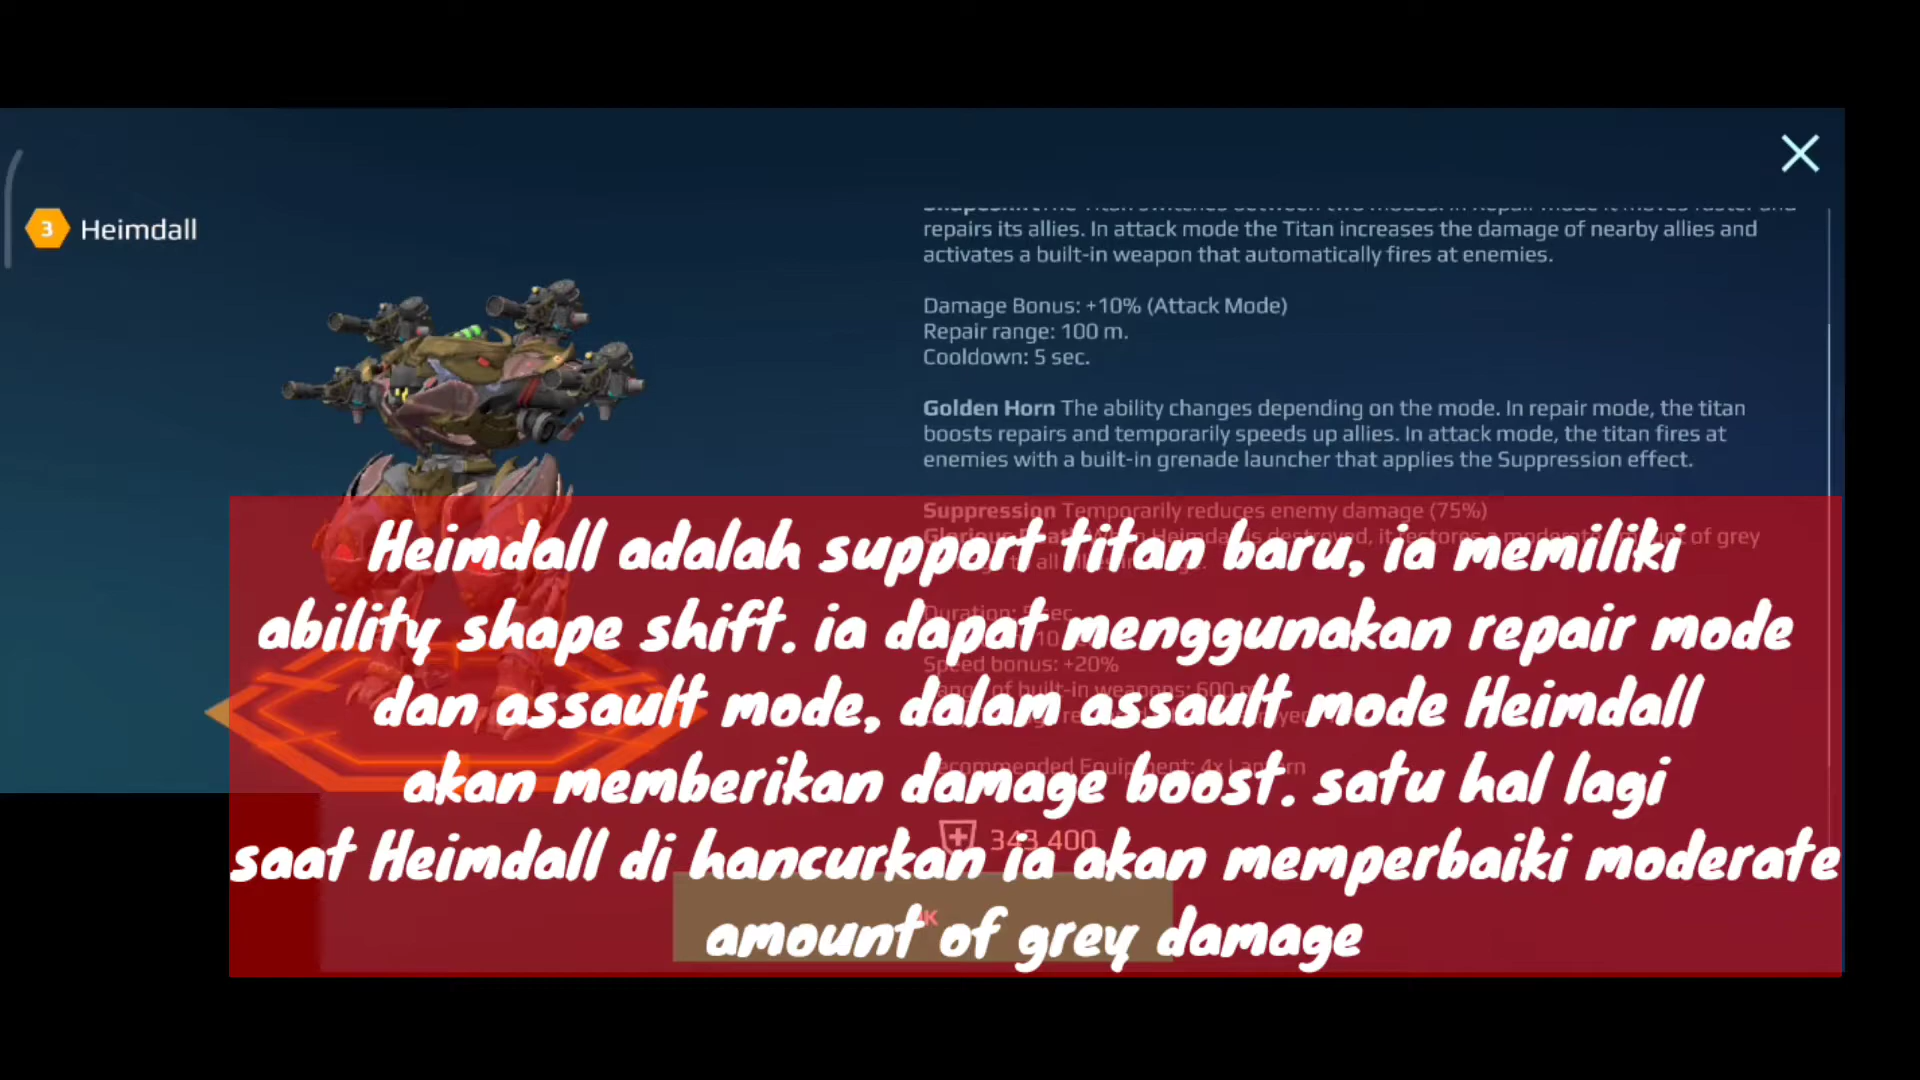 3 Heimdall
repairs its allies. In attack mode the Titan increases the damage of nearby allies and
activates a built-in weapon that automatically fires at enemies.
Damage Bonus: +10% (Attack Mode)
Repair range: 100 m.
Cooldown: 5 sec.
Golden Horn The ability changes depending on the mode. In repair mode, the titan
boosts repairs and temporarily speeds up allies. In attack mode, the titan fires at
enemies with a built-in grenade launcher that applies the Suppression effect.
Suppression Temporarily reduces enemy damage (75%)
of grey
Speed bonus: +20%
343 400
Heimdall adalah support titan baru, ia memiliki
ability shape shift. ia dapat menggunakan repair mode
dan assault mode, dalam assault mode Heimdall
akan memberikan damage boost. satu hal lagi
saat Heimdall di hancurkan ia akan memperbaiki moderate
amount of grey damage